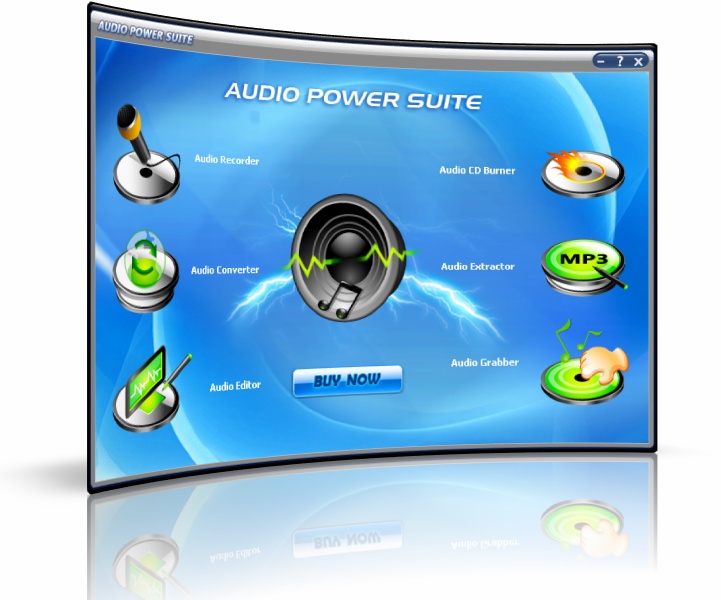 AUDIO POWER SUITE
– ? X
AUDIO POWER SUITE
Audio Recorder
Audio CD Burner
Audio Converter
Audio Extractor
MP3
Audio Editor
Audio Grabber
BUY NOW